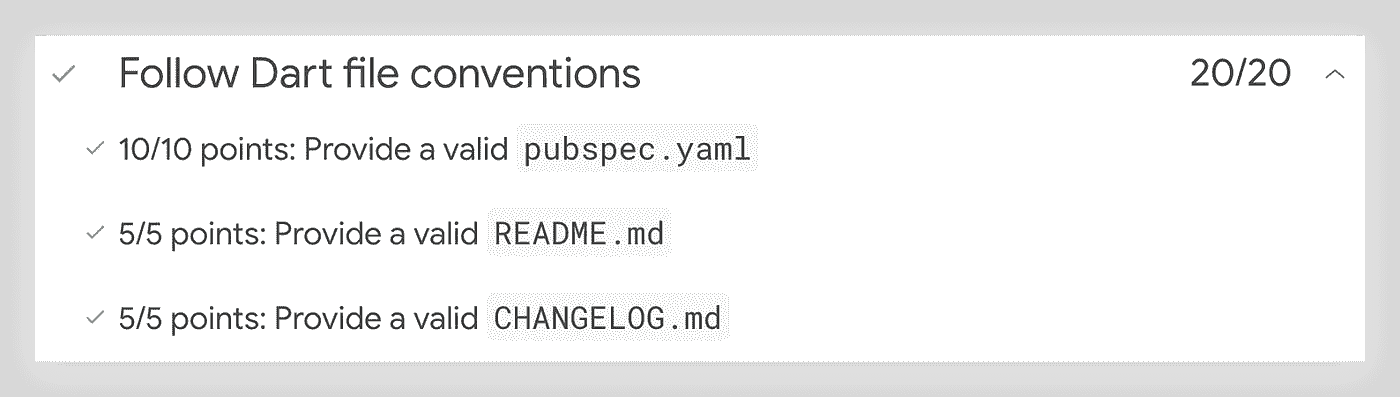 Follow Dart file conventions 20/20
10/10 points: Provide a valid pubspec.yaml
5/5 points: Provide a valid README.md
5/5 points: Provide a valid CHANGELOG.md